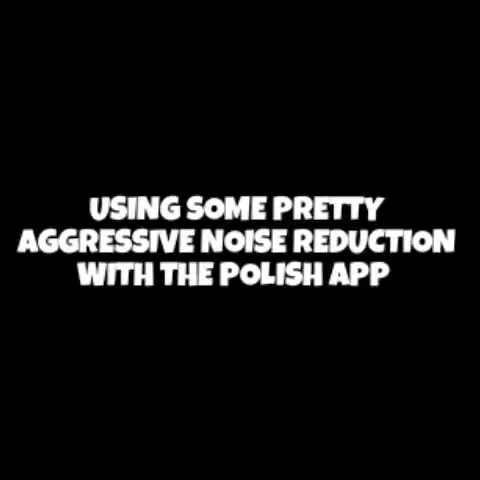 USING SOME PRETTY
AGGRESSIVE NOISE REDUCTION
WITH THE POLISH APP